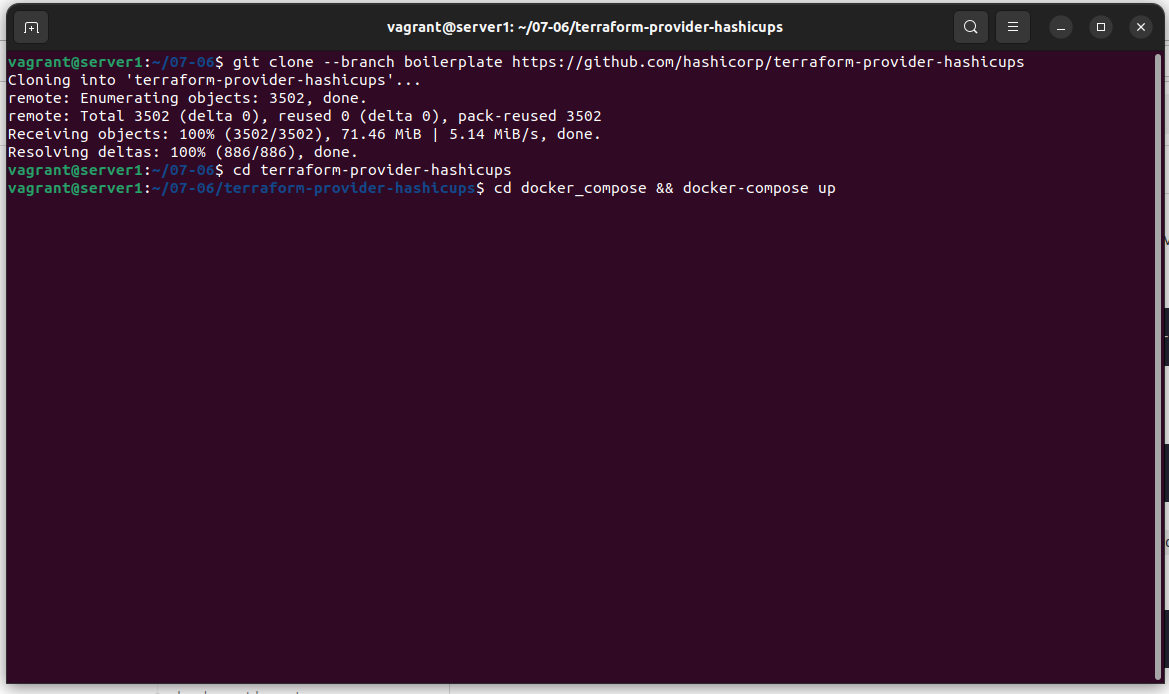 vagrant@server1: ~/07-06/terraform-provider-hashicups
vagrant@server1:~/07-06$ git clone --branch boilerplate https://github.com/hashicorp/terraform-provider-hashicups
Cloning into 'terraform-provider-hashicups'...
remote: Enumerating objects: 3502, done.
remote: Total 3502 (delta 0), reused 0 (delta 0), pack-reused 3502
Receiving objects: 100% (3502/3502), 71.46 MiB | 5.14 MiB/s, done.
Resolving deltas: 100% (886/886), done.
vagrant@server1:~/07-06$ cd terraform-provider-hashicups
vagrant@server1:~/07-06/terraform-provider-hashicups$ cd docker_compose && docker-compose up